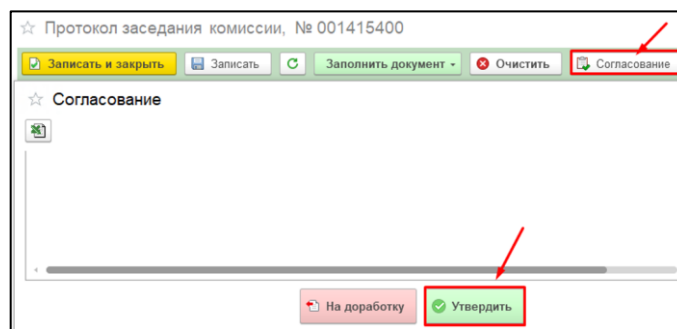 Протокол заседания комиссии, № 001415400
Записать и закрыть Записать Заполнить документ Очистить Согласование
Согласование
На доработку Утвердить